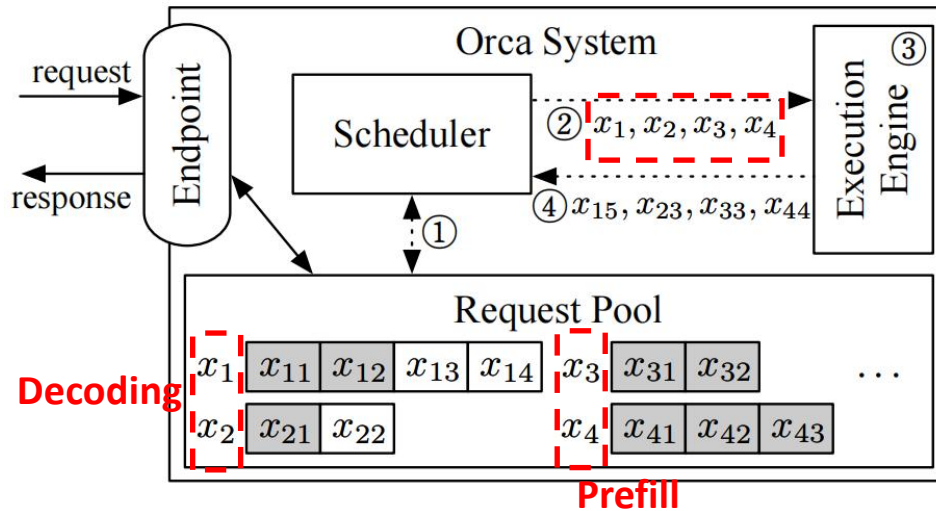 Orca System
request
response
Endpoint
Scheduler
② x₁, x₂, x₃, x₄
④ x₁₅, x₂₃, x₃₃, x₄₄
③
Execution
Engine
①
Request Pool
x₁ x₁₁ x₁₂ x₁₃ x₁₄ x₃ x₃₁ x₃₂ ...
Decoding
x₂ x₂₁ x₂₂ x₄ x₄₁ x₄₂ x₄₃
Prefill